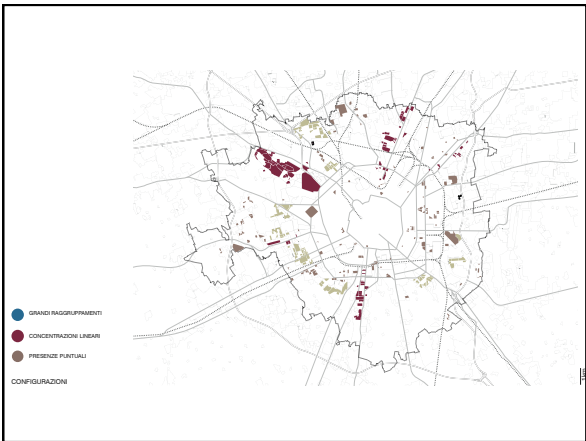 GRANDI RAGGRUPPAMENTI
CONCENTRAZIONI LINEARI
PRESENZE PUNTUALI
CONFIGURAZIONI